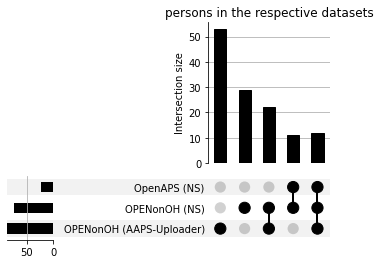 persons in the respective datasets
50
40
30
20
10
0
Intersection size
OpenAPS (NS)
OPENonOH (NS)
OPENonOH (AAPS-Uploader)
50 0